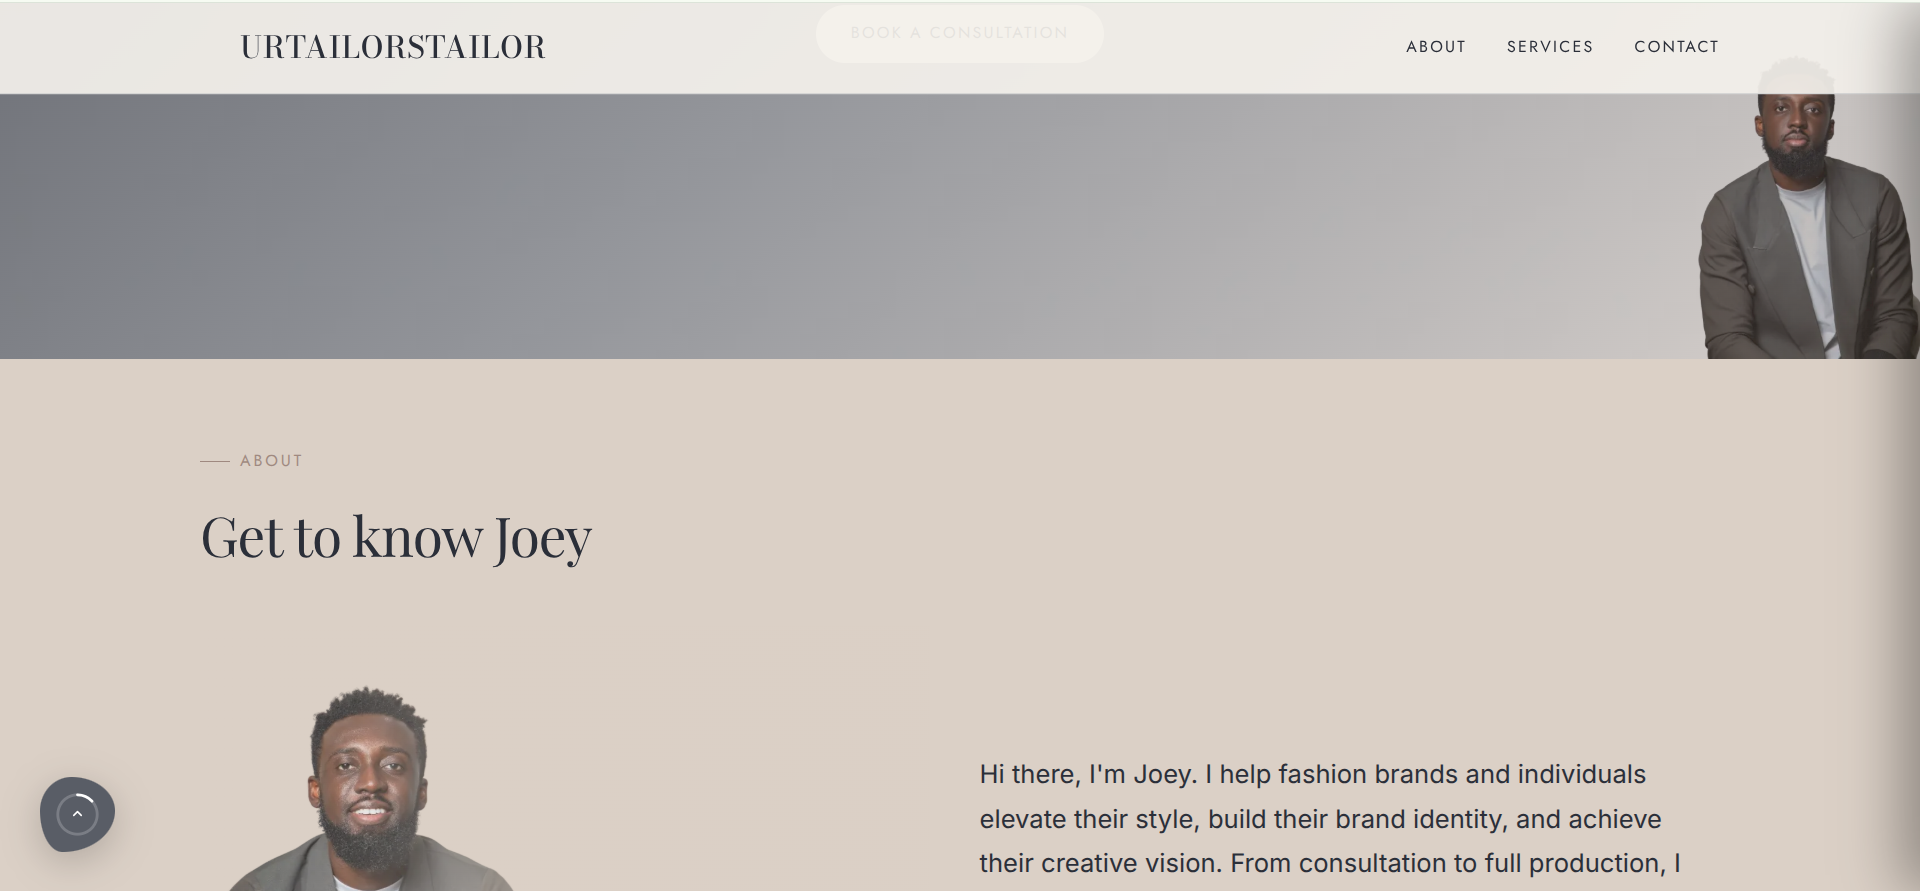 BOOK A CONSULTATION
URTAILORSTAILOR
ABOUT SERVICES CONTACT
ABOUT
Get to know Joey
Hi there, I'm Joey. I help fashion brands and individuals
elevate their style, build their brand identity, and achieve
their creative vision. From consultation to full production, I